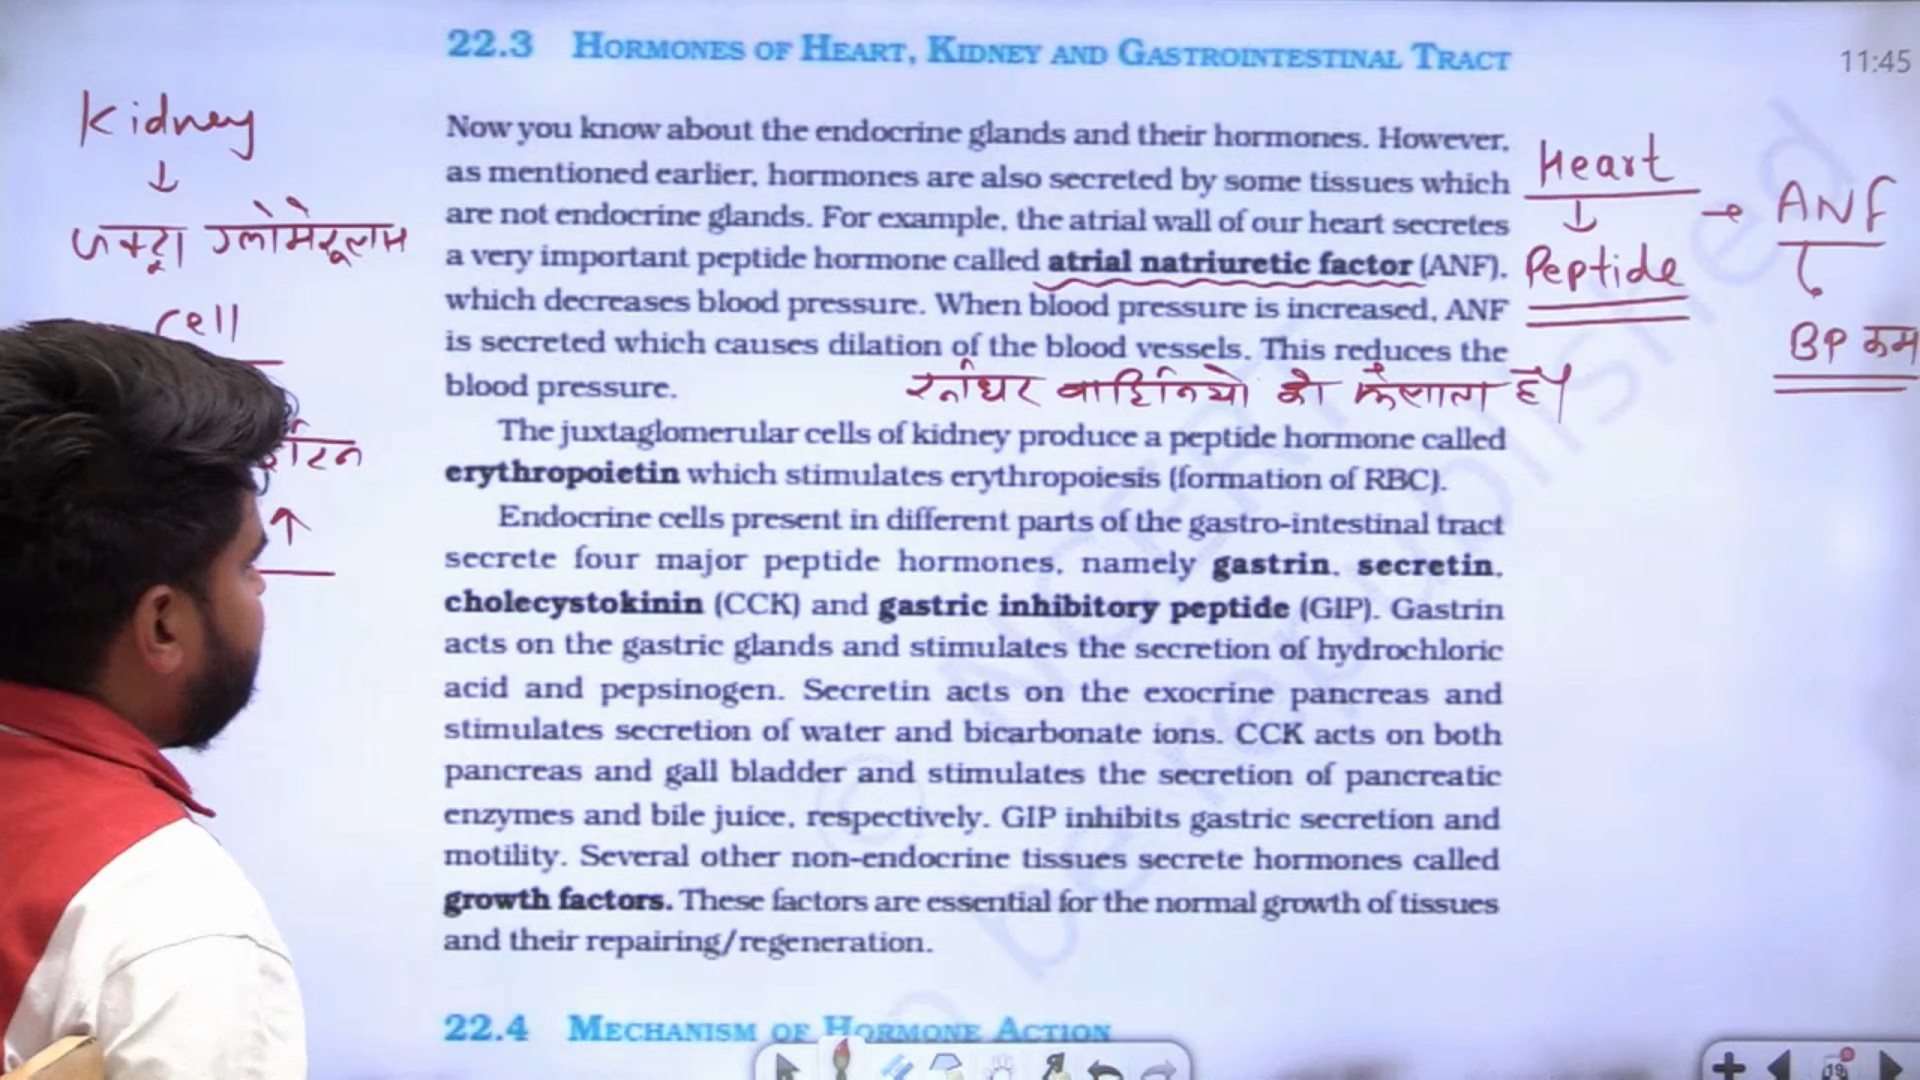 22.3 HORMONES OF HEART, KIDNEY AND GASTROINTESTINAL TRACT
11:45
Now you know about the endocrine glands and their hormones. However,
as mentioned earlier, hormones are also secreted by some tissues which
are not endocrine glands. For example, the atrial wall of our heart secretes
a very important peptide hormone called atrial natriuretic factor (ANF),
which decreases blood pressure. When blood pressure is increased, ANF
is secreted which causes dilation of the blood vessels. This reduces the
blood pressure.
The juxtaglomerular cells of kidney produce a peptide hormone called
erythropoietin which stimulates erythropoiesis (formation of RBC).
Endocrine cells present in different parts of the gastro-intestinal tract
secrete four major peptide hormones, namely gastrin, secretin,
cholecystokinin (CCK) and gastric inhibitory peptide (GIP). Gastrin
acts on the gastric glands and stimulates the secretion of hydrochloric
acid and pepsinogen. Secretin acts on the exocrine pancreas and
stimulates secretion of water and bicarbonate ions. CCK acts on both
pancreas and gall bladder and stimulates the secretion of pancreatic
enzymes and bile juice, respectively. GIP inhibits gastric secretion and
motility. Several other non-endocrine tissues secrete hormones called
growth factors. These factors are essential for the normal growth of tissues
and their repairing/regeneration.
22.4 MECHANISM OF HORMONE ACTION
Kidney
↓
जक्स्टा ग्लोमेरूलाम
cell
↑
Heart → ANF
↓
Peptide
BP कम
वाहिनियो को फैलाता है।
© NCERT
be republished
19